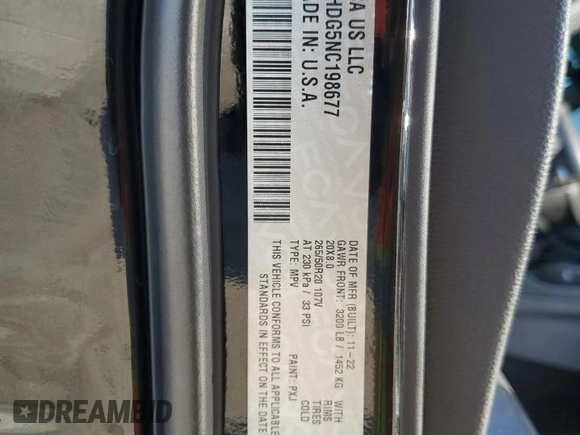 A US LLC
HDG5NC198677
MADE IN: U.S.A.
DATE OF MFR (BUILT): 11-22
GAWR FRONT: 3200 LB / 1452 KG WITH
20X8.0 RIMS
265/50R20 107V TIRES
AT 230 kPa / 33 PSI COLD
TYPE: MPV PAINT: PXJ
THIS VEHICLE CONFORMS TO ALL APPLICABLE
STANDARDS IN EFFECT ON THE DATE
DREAMBID